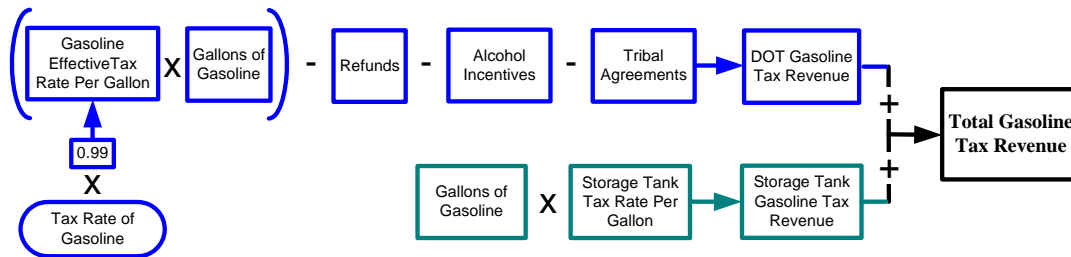 Gasoline
EffectiveTax
Rate Per Gallon
X
Gallons of
Gasoline
-
Refunds
-
Alcohol
Incentives
-
Tribal
Agreements
DOT Gasoline
Tax Revenue
+
0.99
X
Tax Rate of
Gasoline
Total Gasoline
Tax Revenue
+
Gallons of
Gasoline
X
Storage Tank
Tax Rate Per
Gallon
Storage Tank
Gasoline Tax
Revenue